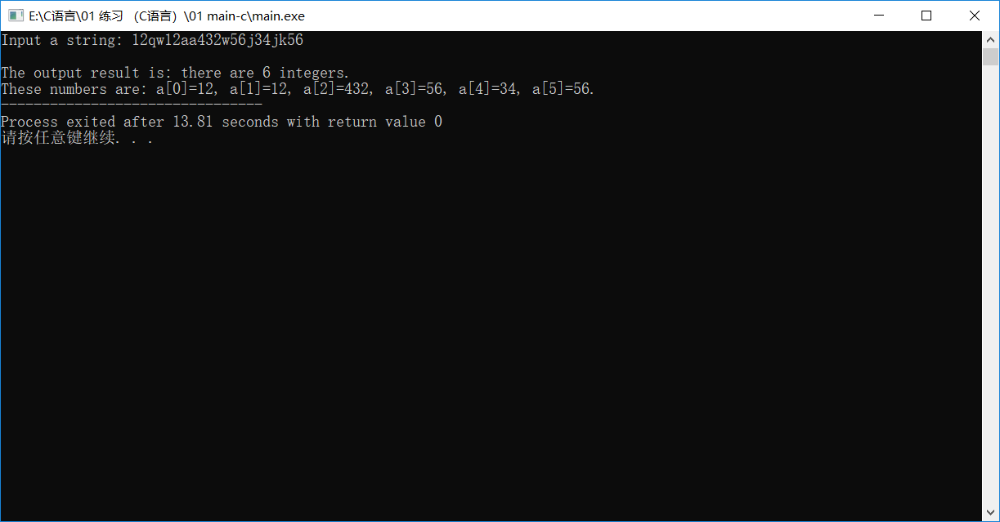 E:\C语言\01 练习 （C语言）\01 main-c\main.exe
Input a string: 12qw12aa432w56j34jk56
The output result is: there are 6 integers.
These numbers are: a[0]=12, a[1]=12, a[2]=432, a[3]=56, a[4]=34, a[5]=56.
--------------------------------
Process exited after 13.81 seconds with return value 0
请按任意键继续. . .